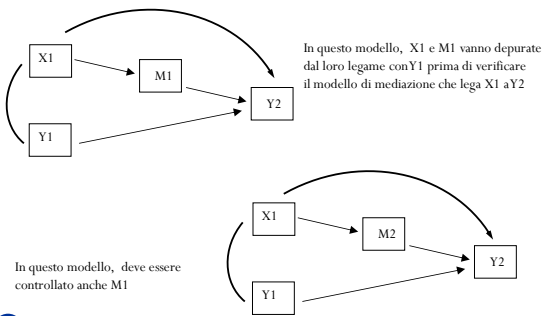 X1
M1
Y2
Y1
In questo modello, X1 e M1 vanno depurate
dal loro legame conY1 prima di verificare
il modello di mediazione che lega X1 aY2
X1
M2
Y2
Y1
In questo modello, deve essere
controllato anche M1